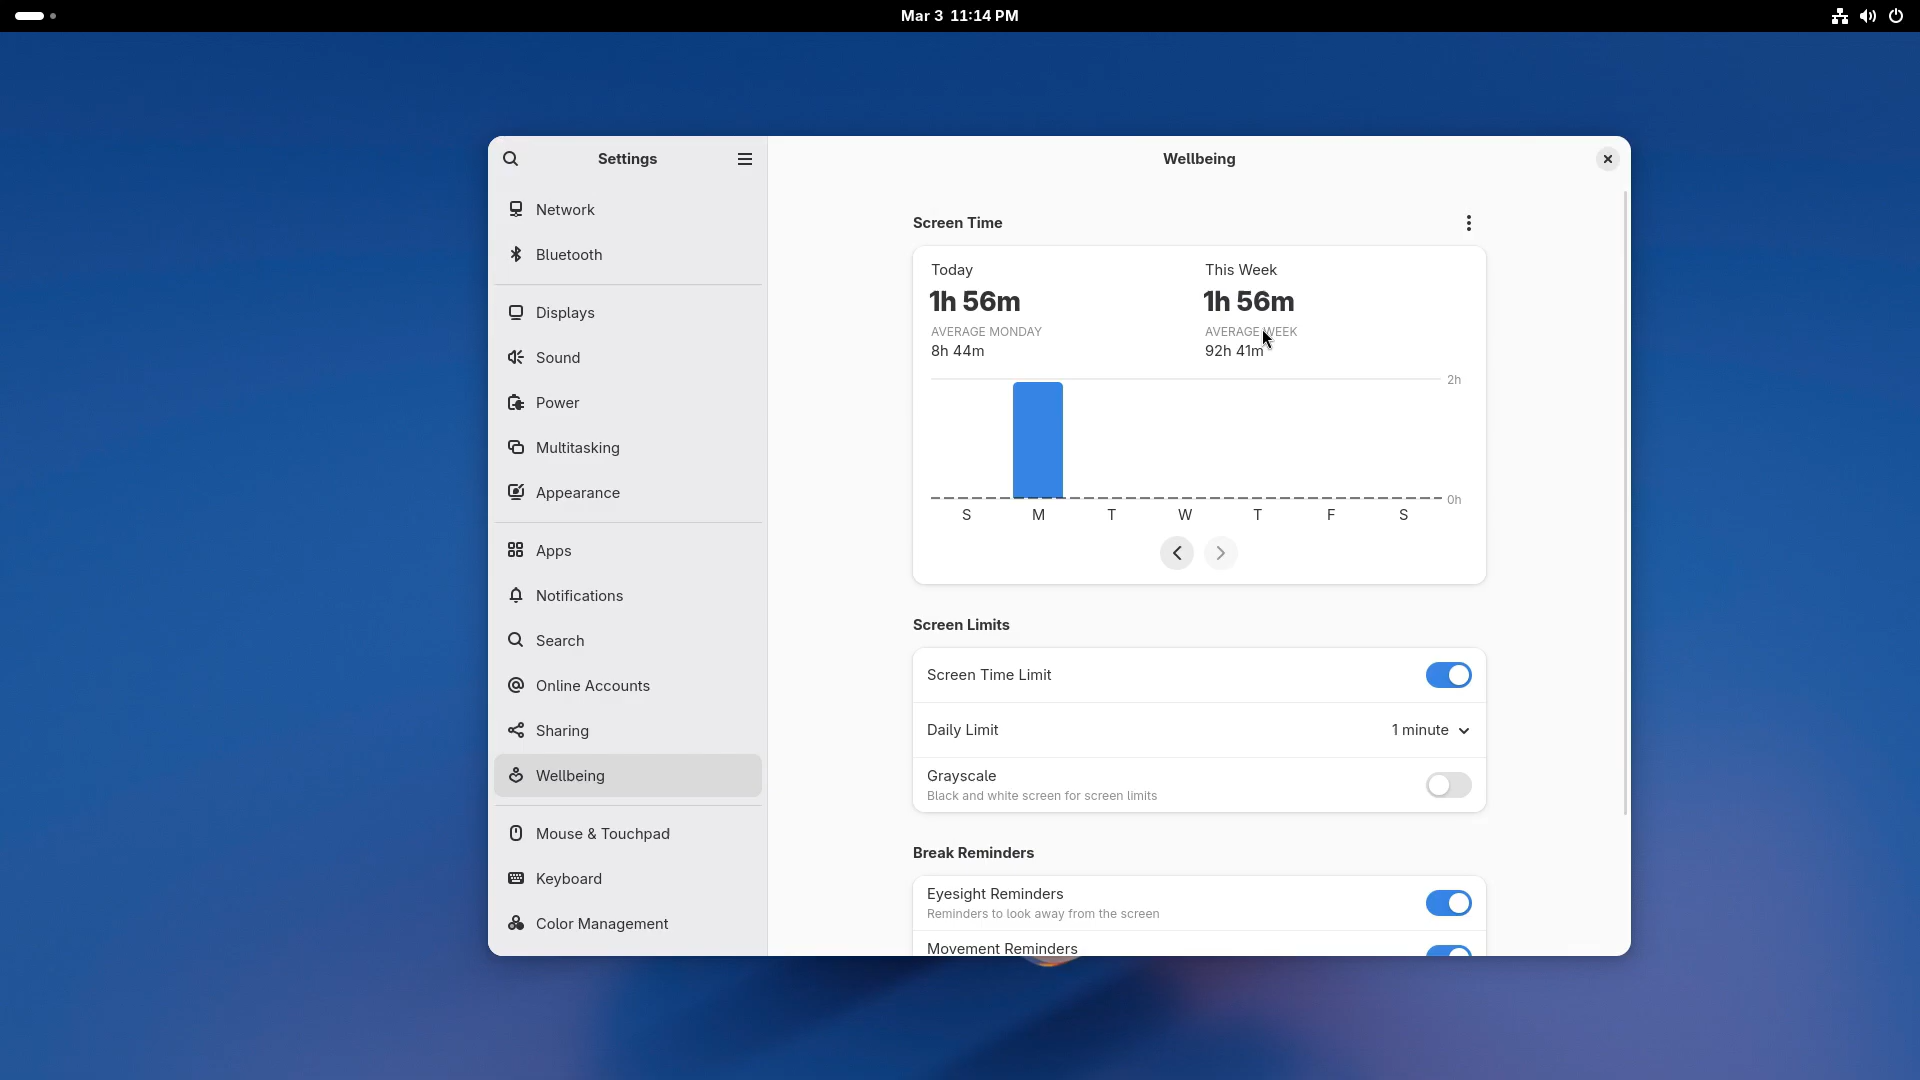 Mar 3 11:14 PM
Settings
Wellbeing
Network
Bluetooth
Displays
Sound
Power
Multitasking
Appearance
Apps
Notifications
Search
Online Accounts
Sharing
Wellbeing
Mouse & Touchpad
Keyboard
Color Management
Screen Time
Today
1h 56m
AVERAGE MONDAY
8h 44m
This Week
1h 56m
AVERAGE WEEK
92h 41m
2h
0h
S M T W T F S
Screen Limits
Screen Time Limit
Daily Limit 1 minute
Grayscale
Black and white screen for screen limits
Break Reminders
Eyesight Reminders
Reminders to look away from the screen
Movement Reminders